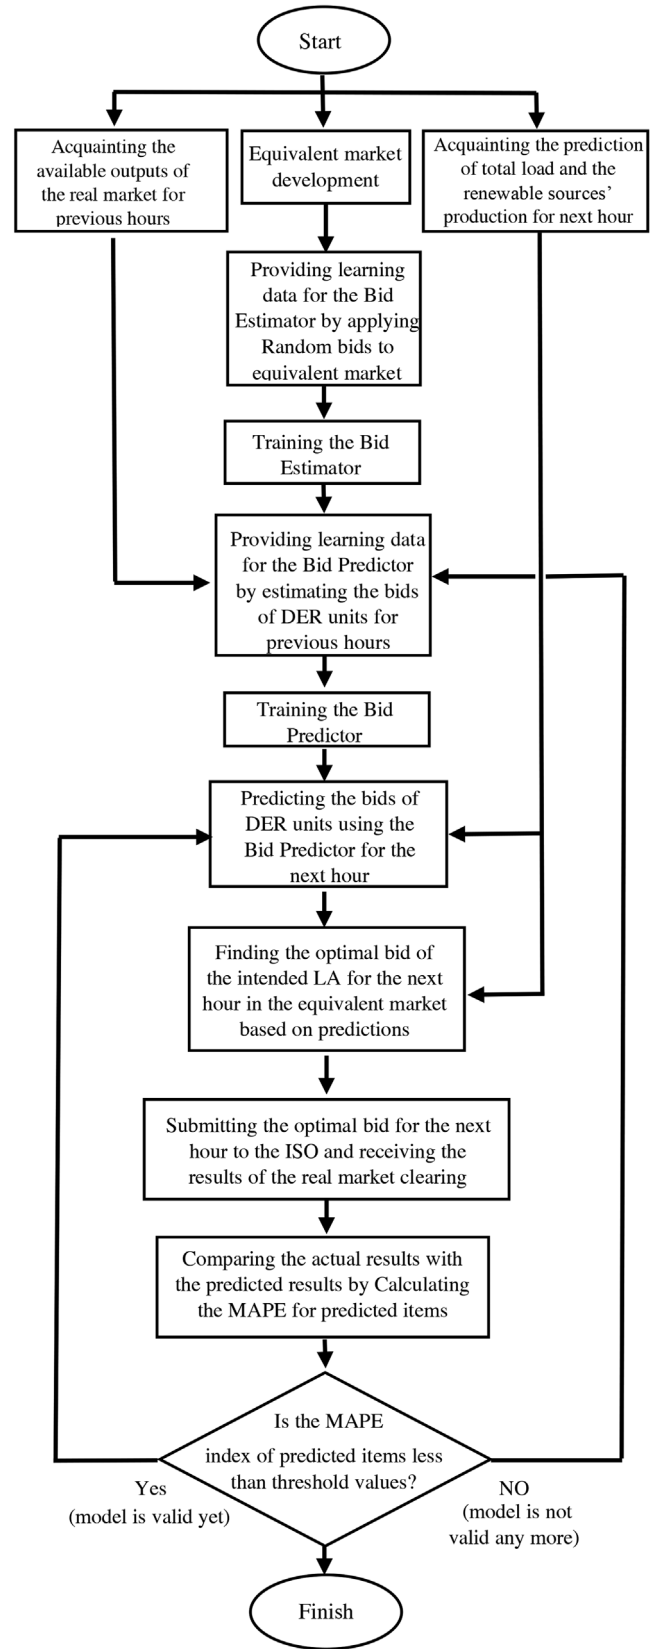 Start
Acquainting the
available outputs of
the real market for
previous hours
Equivalent market
development
Acquainting the prediction
of total load and the
renewable sources'
production for next hour
Providing learning
data for the Bid
Estimator by applying
Random bids to
equivalent market
Training the Bid
Estimator
Providing learning data
for the Bid Predictor
by estimating the bids
of DER units for
previous hours
Training the Bid
Predictor
Predicting the bids of
DER units using the
Bid Predictor for the
next hour
Finding the optimal bid of
the intended LA for the next
hour in the equivalent market
based on predictions
Submitting the optimal bid for the next
hour to the ISO and receiving the
results of the real market clearing
Comparing the actual results with
the predicted results by Calculating
the MAPE for predicted items
Is the MAPE
index of predicted items less
than threshold values?
Yes
(model is valid yet)
NO
(model is not
valid any more)
Finish